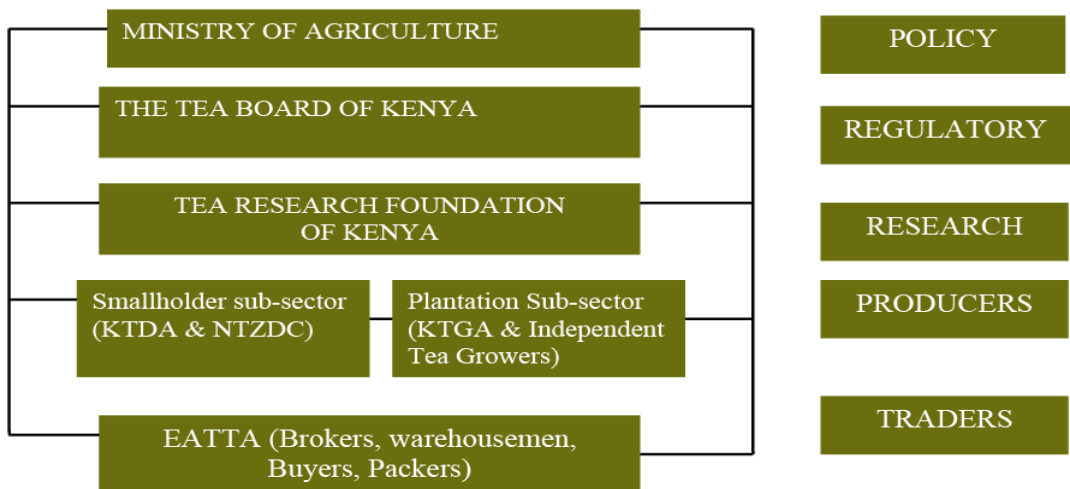 MINISTRY OF AGRICULTURE
POLICY
THE TEA BOARD OF KENYA
REGULATORY
TEA RESEARCH FOUNDATION
OF KENYA
RESEARCH
Smallholder sub-sector
(KTDA & NTZDC)
Plantation Sub-sector
(KTGA & Independent
Tea Growers)
PRODUCERS
EATTA (Brokers, warehousemen,
Buyers, Packers)
TRADERS